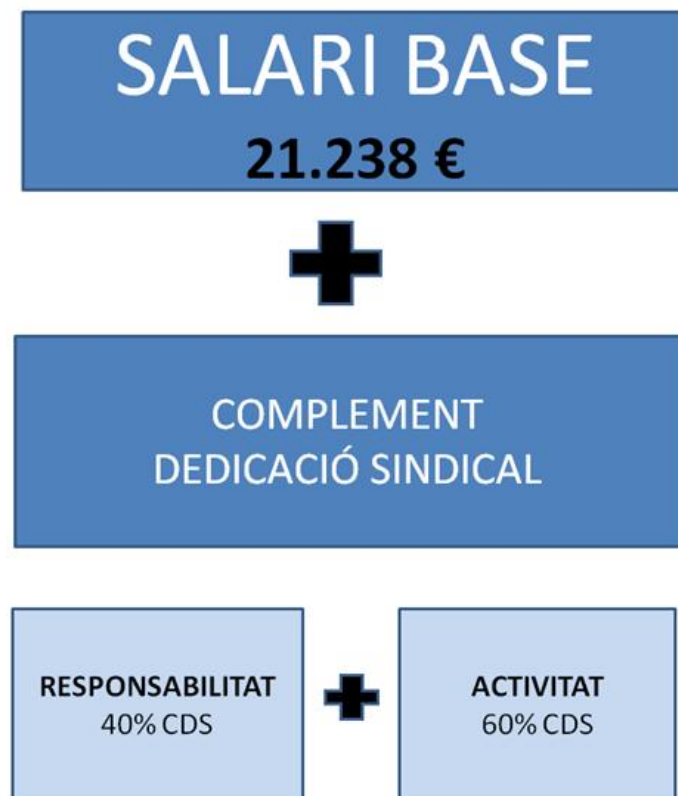 SALARI BASE
21.238 €
COMPLEMENT
DEDICACIÓ SINDICAL
RESPONSABILITAT
40% CDS
ACTIVITAT
60% CDS